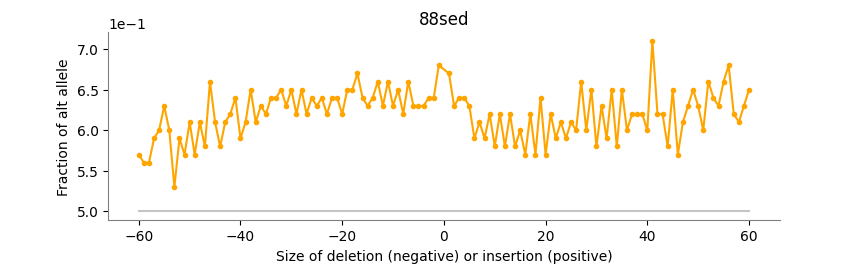 88sed
1e−1
7.0
6.5
6.0
5.5
5.0
Fraction of alt allele
−60 −40 −20 0 20 40 60
Size of deletion (negative) or insertion (positive)